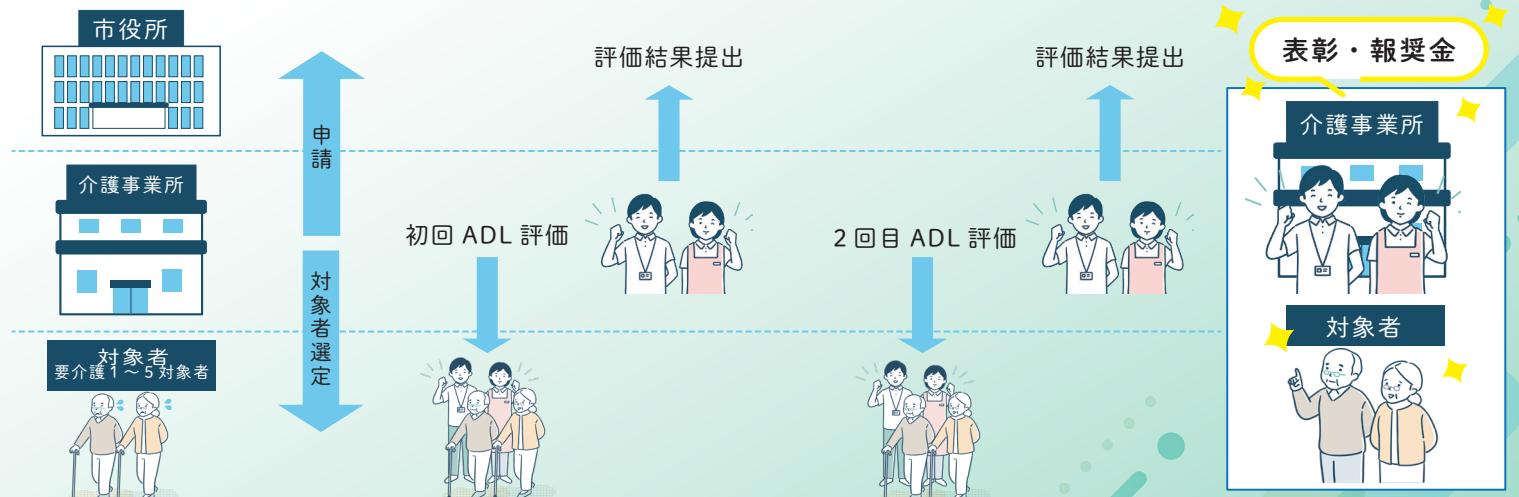 市役所
介護事業所
対象者
要介護1～5対象者
申請
対象者選定
初回 ADL 評価
評価結果提出
2回目 ADL 評価
評価結果提出
表彰・報奨金
介護事業所
対象者